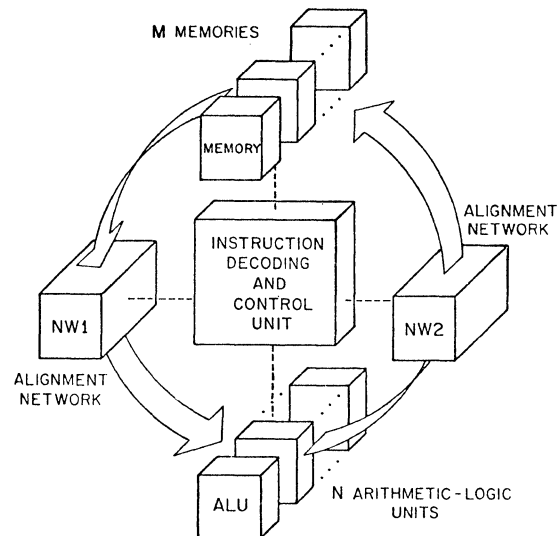 M MEMORIES
MEMORY
ALIGNMENT
NETWORK
INSTRUCTION
DECODING
AND
CONTROL
UNIT
NW1
NW2
ALIGNMENT
NETWORK
ALU
N ARITHMETIC-LOGIC
UNITS